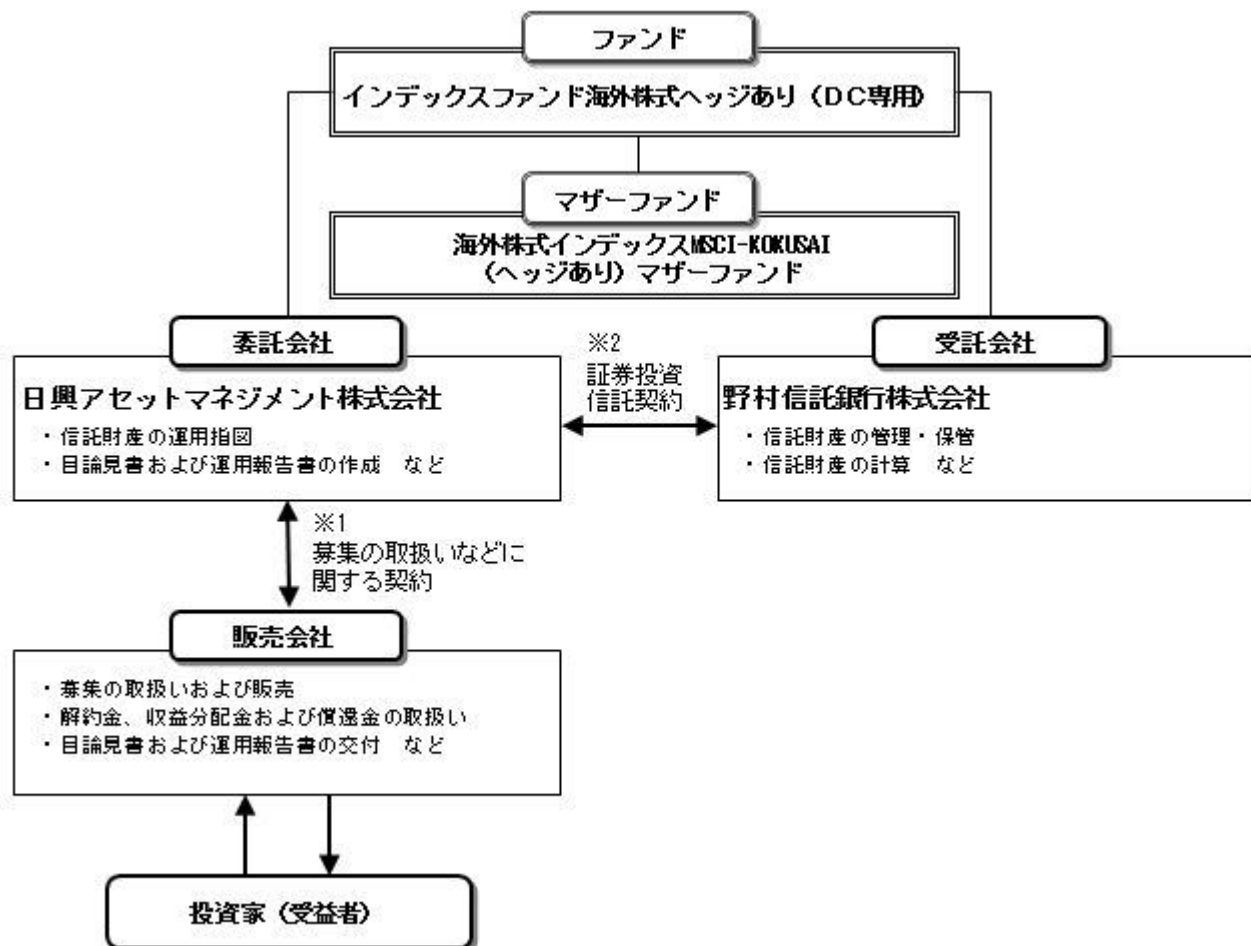 ファンド
インデックスファンド海外株式ヘッジあり（ＤＣ専用）
マザーファンド
海外株式インデックスMSCI-KOKUSAI
（ヘッジあり）マザーファンド
委託会社
日興アセットマネジメント株式会社
・信託財産の運用指図
・目論見書および運用報告書の作成　など
※2
証券投資
信託契約
受託会社
野村信託銀行株式会社
・信託財産の管理・保管
・信託財産の計算　など
※1
募集の取扱いなどに
関する契約
販売会社
・募集の取扱いおよび販売
・解約金、収益分配金および償還金の取扱い
・目論見書および運用報告書の交付　など
投資家（受益者）